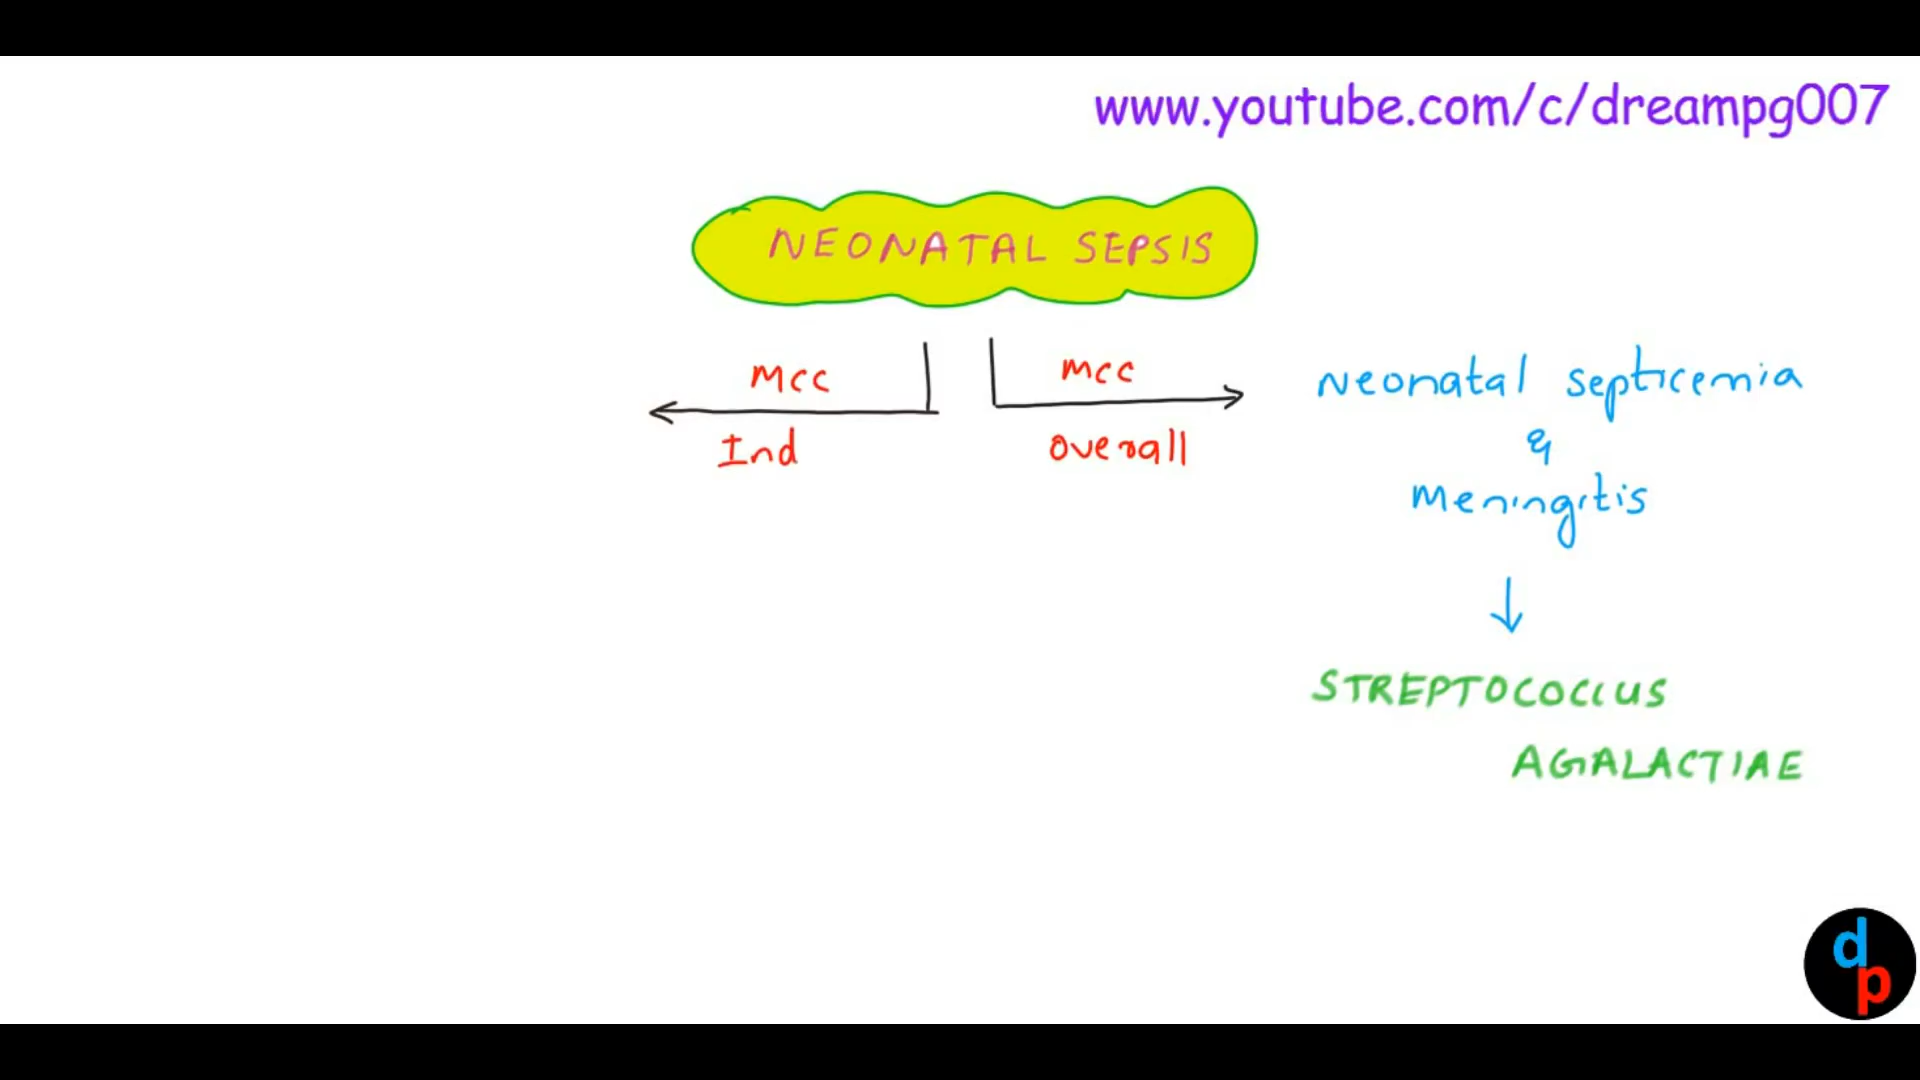 www.youtube.com/c/dreampg007
NEONATAL SEPSIS
MCC
Ind
MCC
Overall
Neonatal septicemia
&
Meningitis
↓
STREPTOCOCCUS
AGALACTIAE
dp